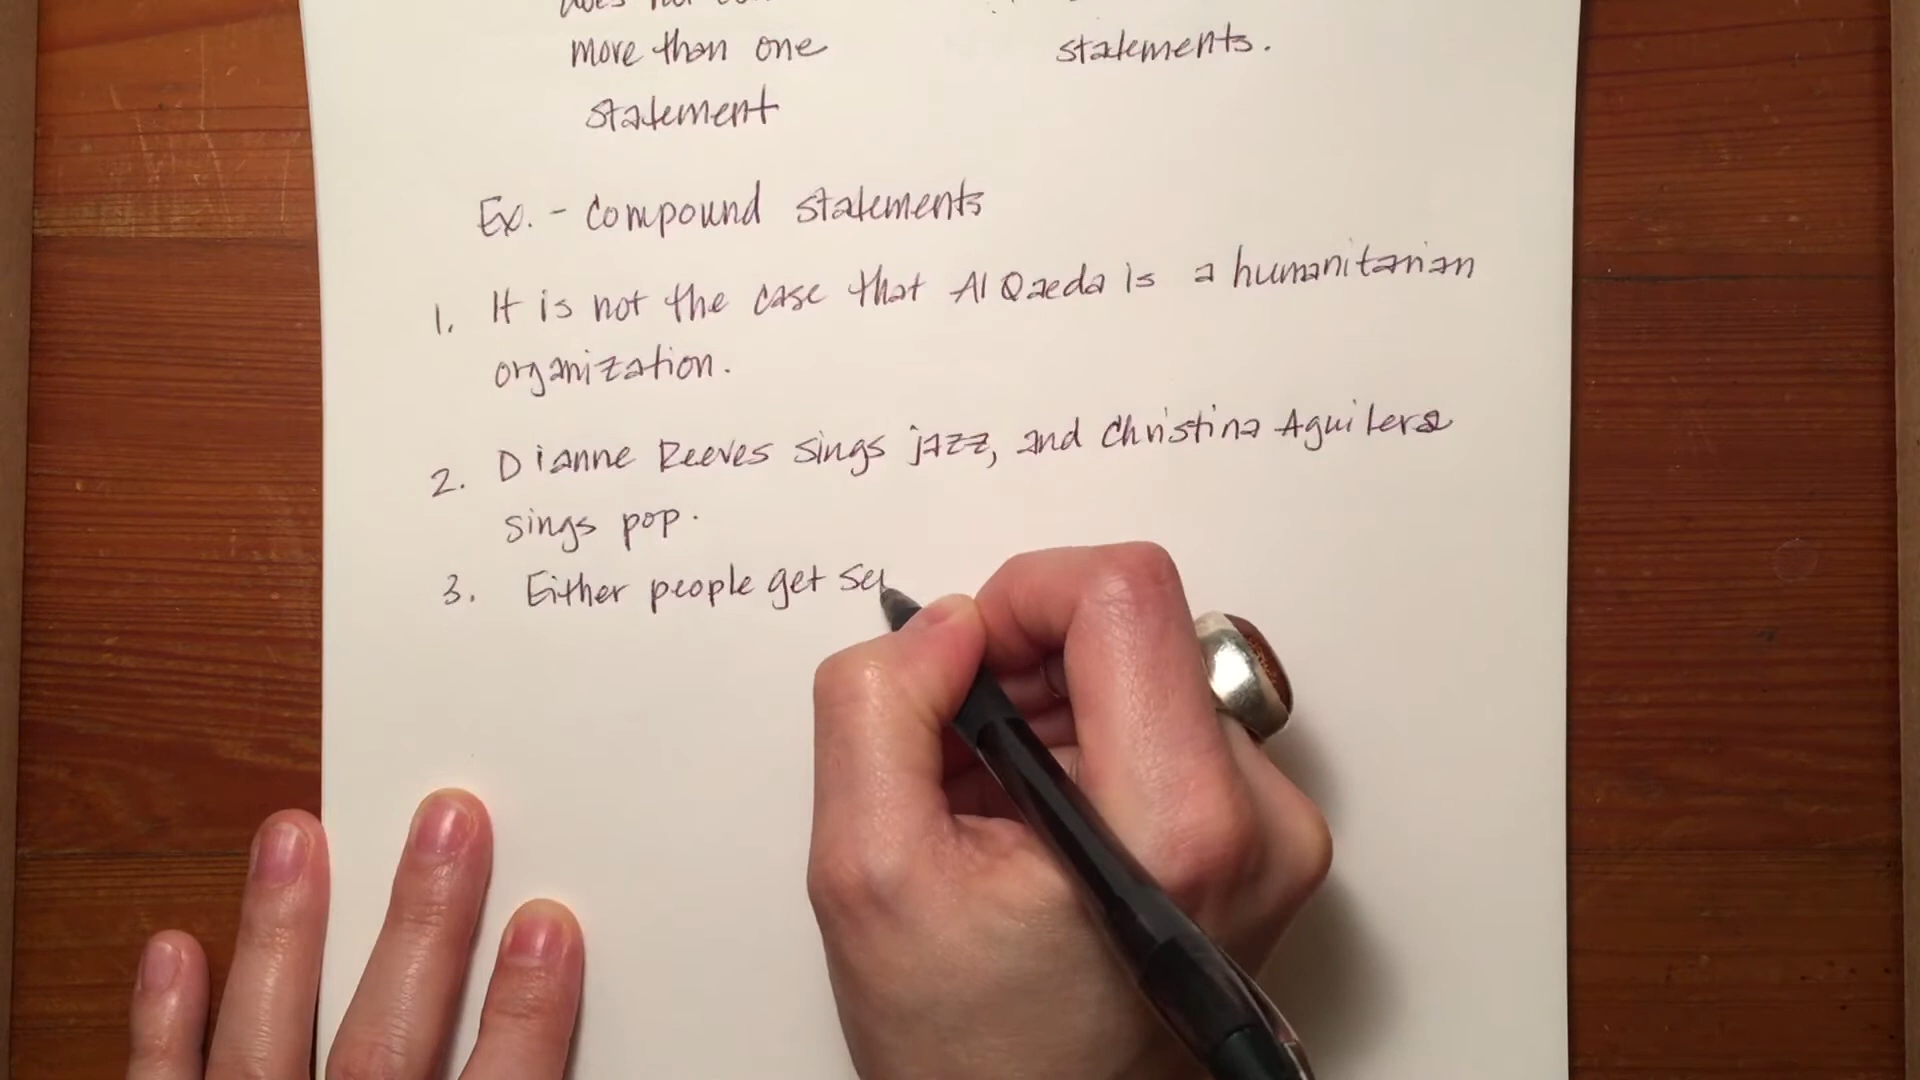 more than one
statements.
statement
Ex. - compound statements
1. It is not the case that Al Qaeda is a humanitarian
organization.
2. Dianne Reeves sings jazz, and Christina Aguilera
sings pop.
3. Either people get se